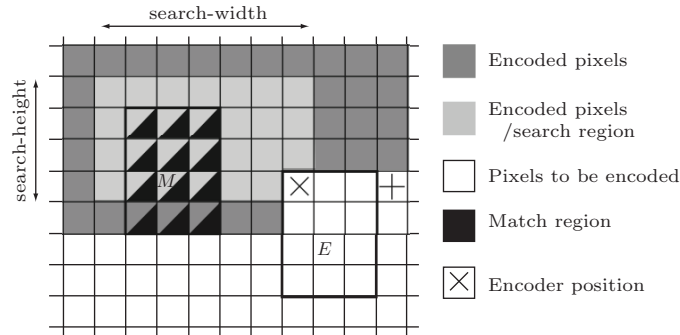 search-width
search-height
M
E
Encoded pixels
Encoded pixels
/search region
Pixels to be encoded
Match region
Encoder position